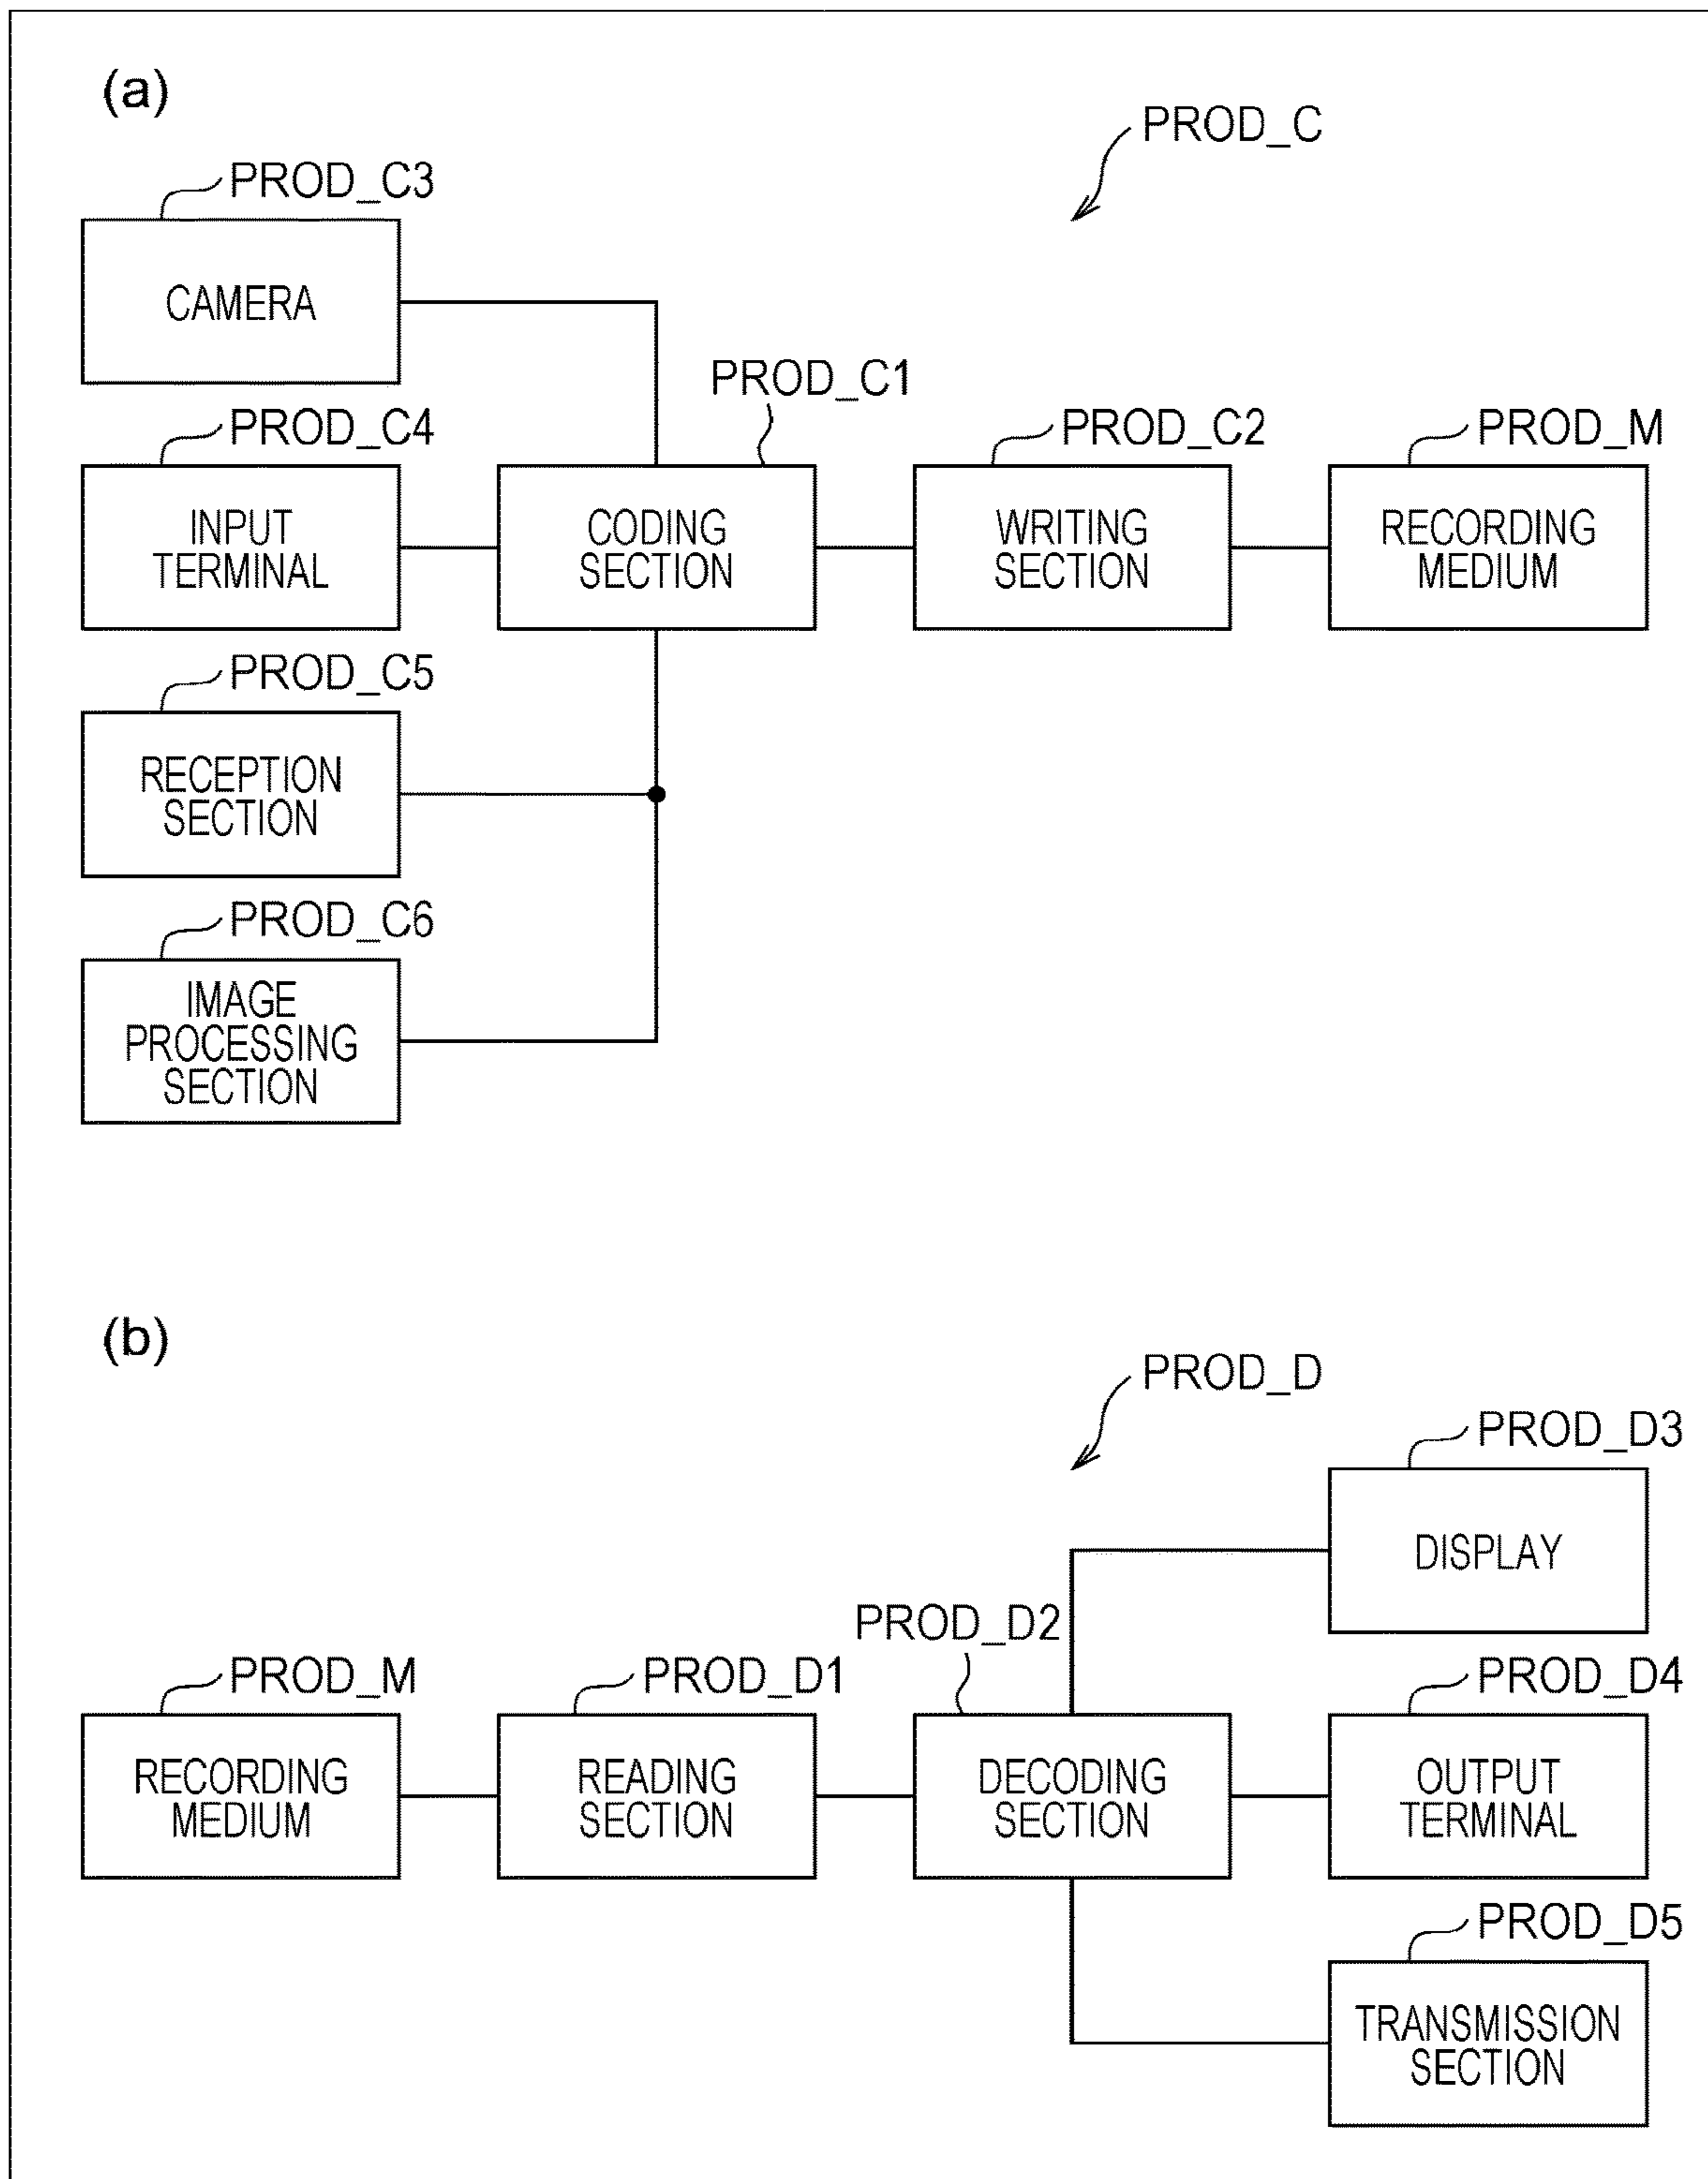 (a)
PROD_C
PROD_C3
CAMERA
PROD_C1
PROD_C4
PROD_C2
PROD_M
INPUT
TERMINAL
CODING
SECTION
WRITING
SECTION
RECORDING
MEDIUM
PROD_C5
RECEPTION
SECTION
PROD_C6
IMAGE
PROCESSING
SECTION
(b)
PROD_D
PROD_D3
DISPLAY
PROD_D2
PROD_M
PROD_D1
PROD_D4
RECORDING
MEDIUM
READING
SECTION
DECODING
SECTION
OUTPUT
TERMINAL
PROD_D5
TRANSMISSION
SECTION